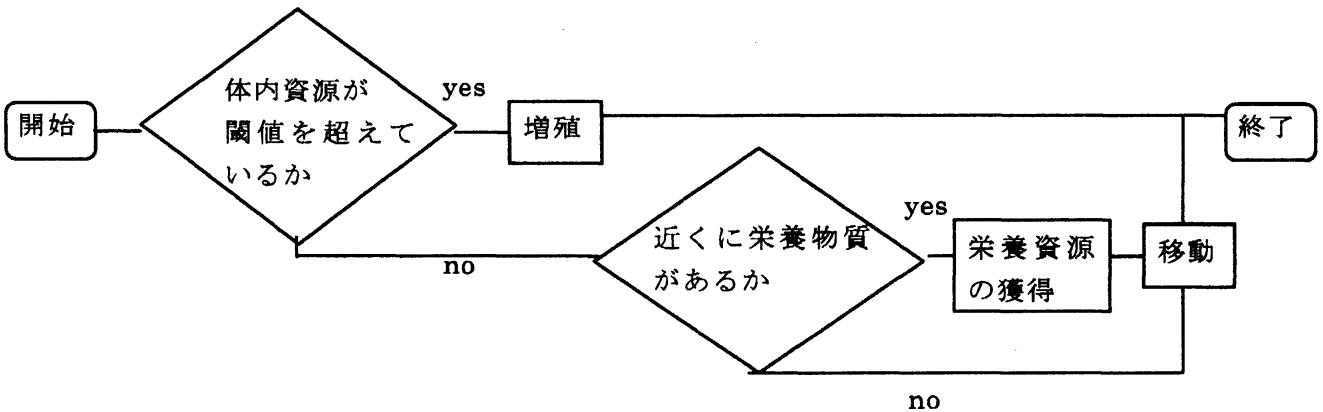 開始
体内資源が
閾値を超えて
いるか
yes
増殖
終了
no
近くに栄養物質
があるか
yes
栄養資源
の獲得
移動
no